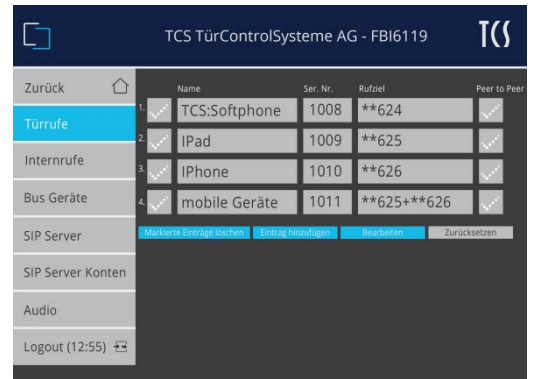 TCS TürControlSysteme AG - FBI6119
TCS
Zurück
Türrufe
Internrufe
Bus Geräte
SIP Server
SIP Server Konten
Audio
Logout (12:55)
Name Ser. Nr. Rufziel Peer to Peer
1. TCS:Softphone 1008 **624
2. IPad 1009 **625
3. IPhone 1010 **626
4. mobile Geräte 1011 **625+**626
Markierte Einträge löschen Eintrag hinzufügen Bearbeiten Zurücksetzen